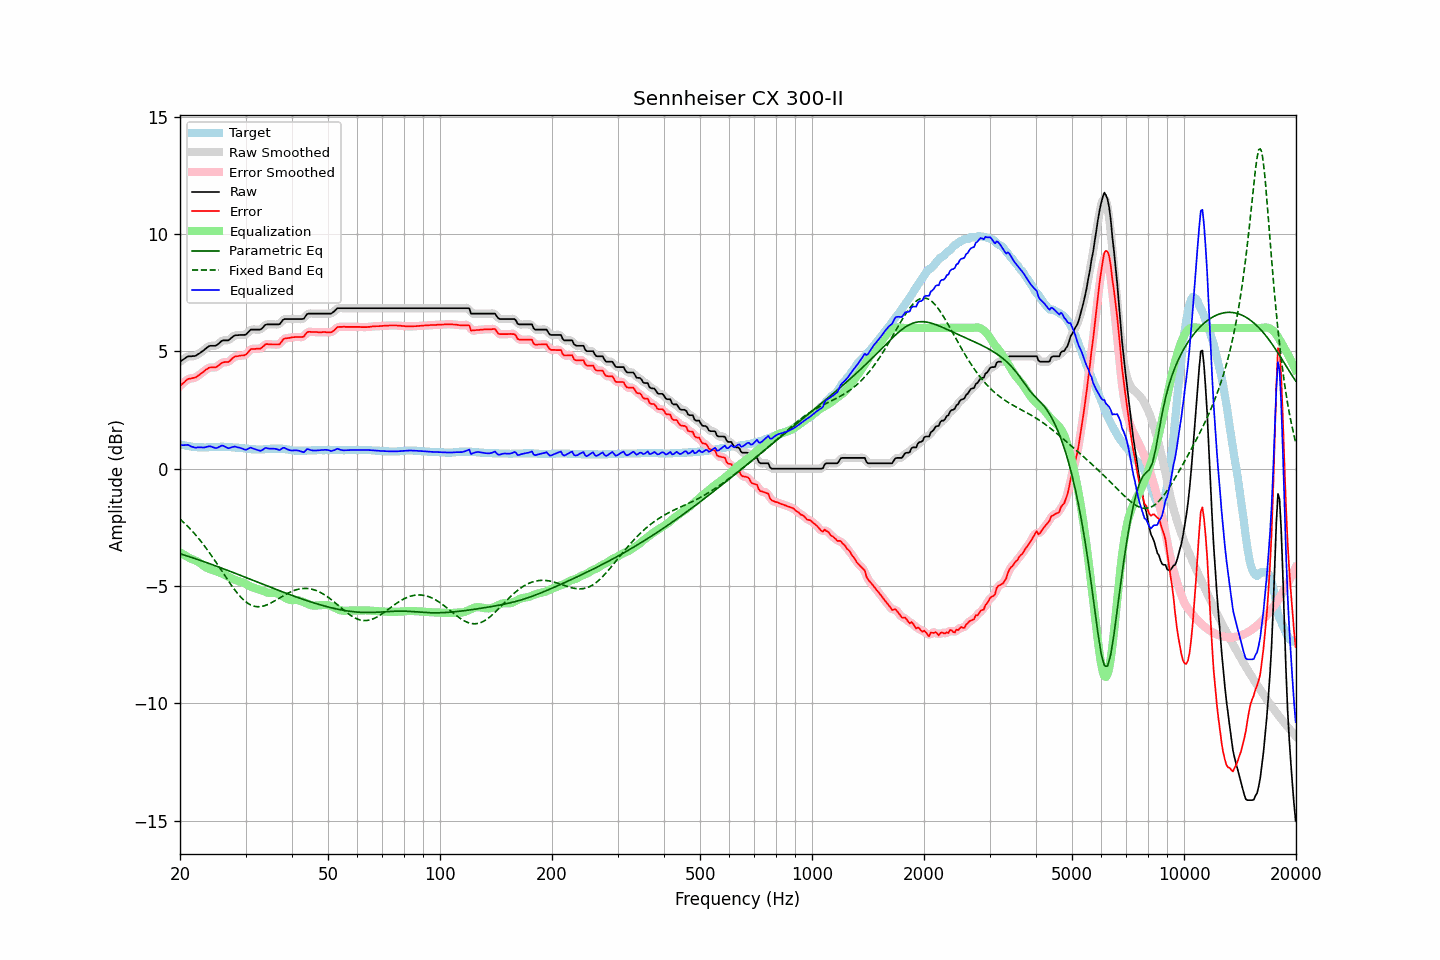 Sennheiser CX 300-II
15
10
5
0
−5
−10
−15
Amplitude (dBr)
Target
Raw Smoothed
Error Smoothed
Raw
Error
Equalization
Parametric Eq
Fixed Band Eq
Equalized
20 50 100 200 500 1000 2000 5000 10000 20000
Frequency (Hz)